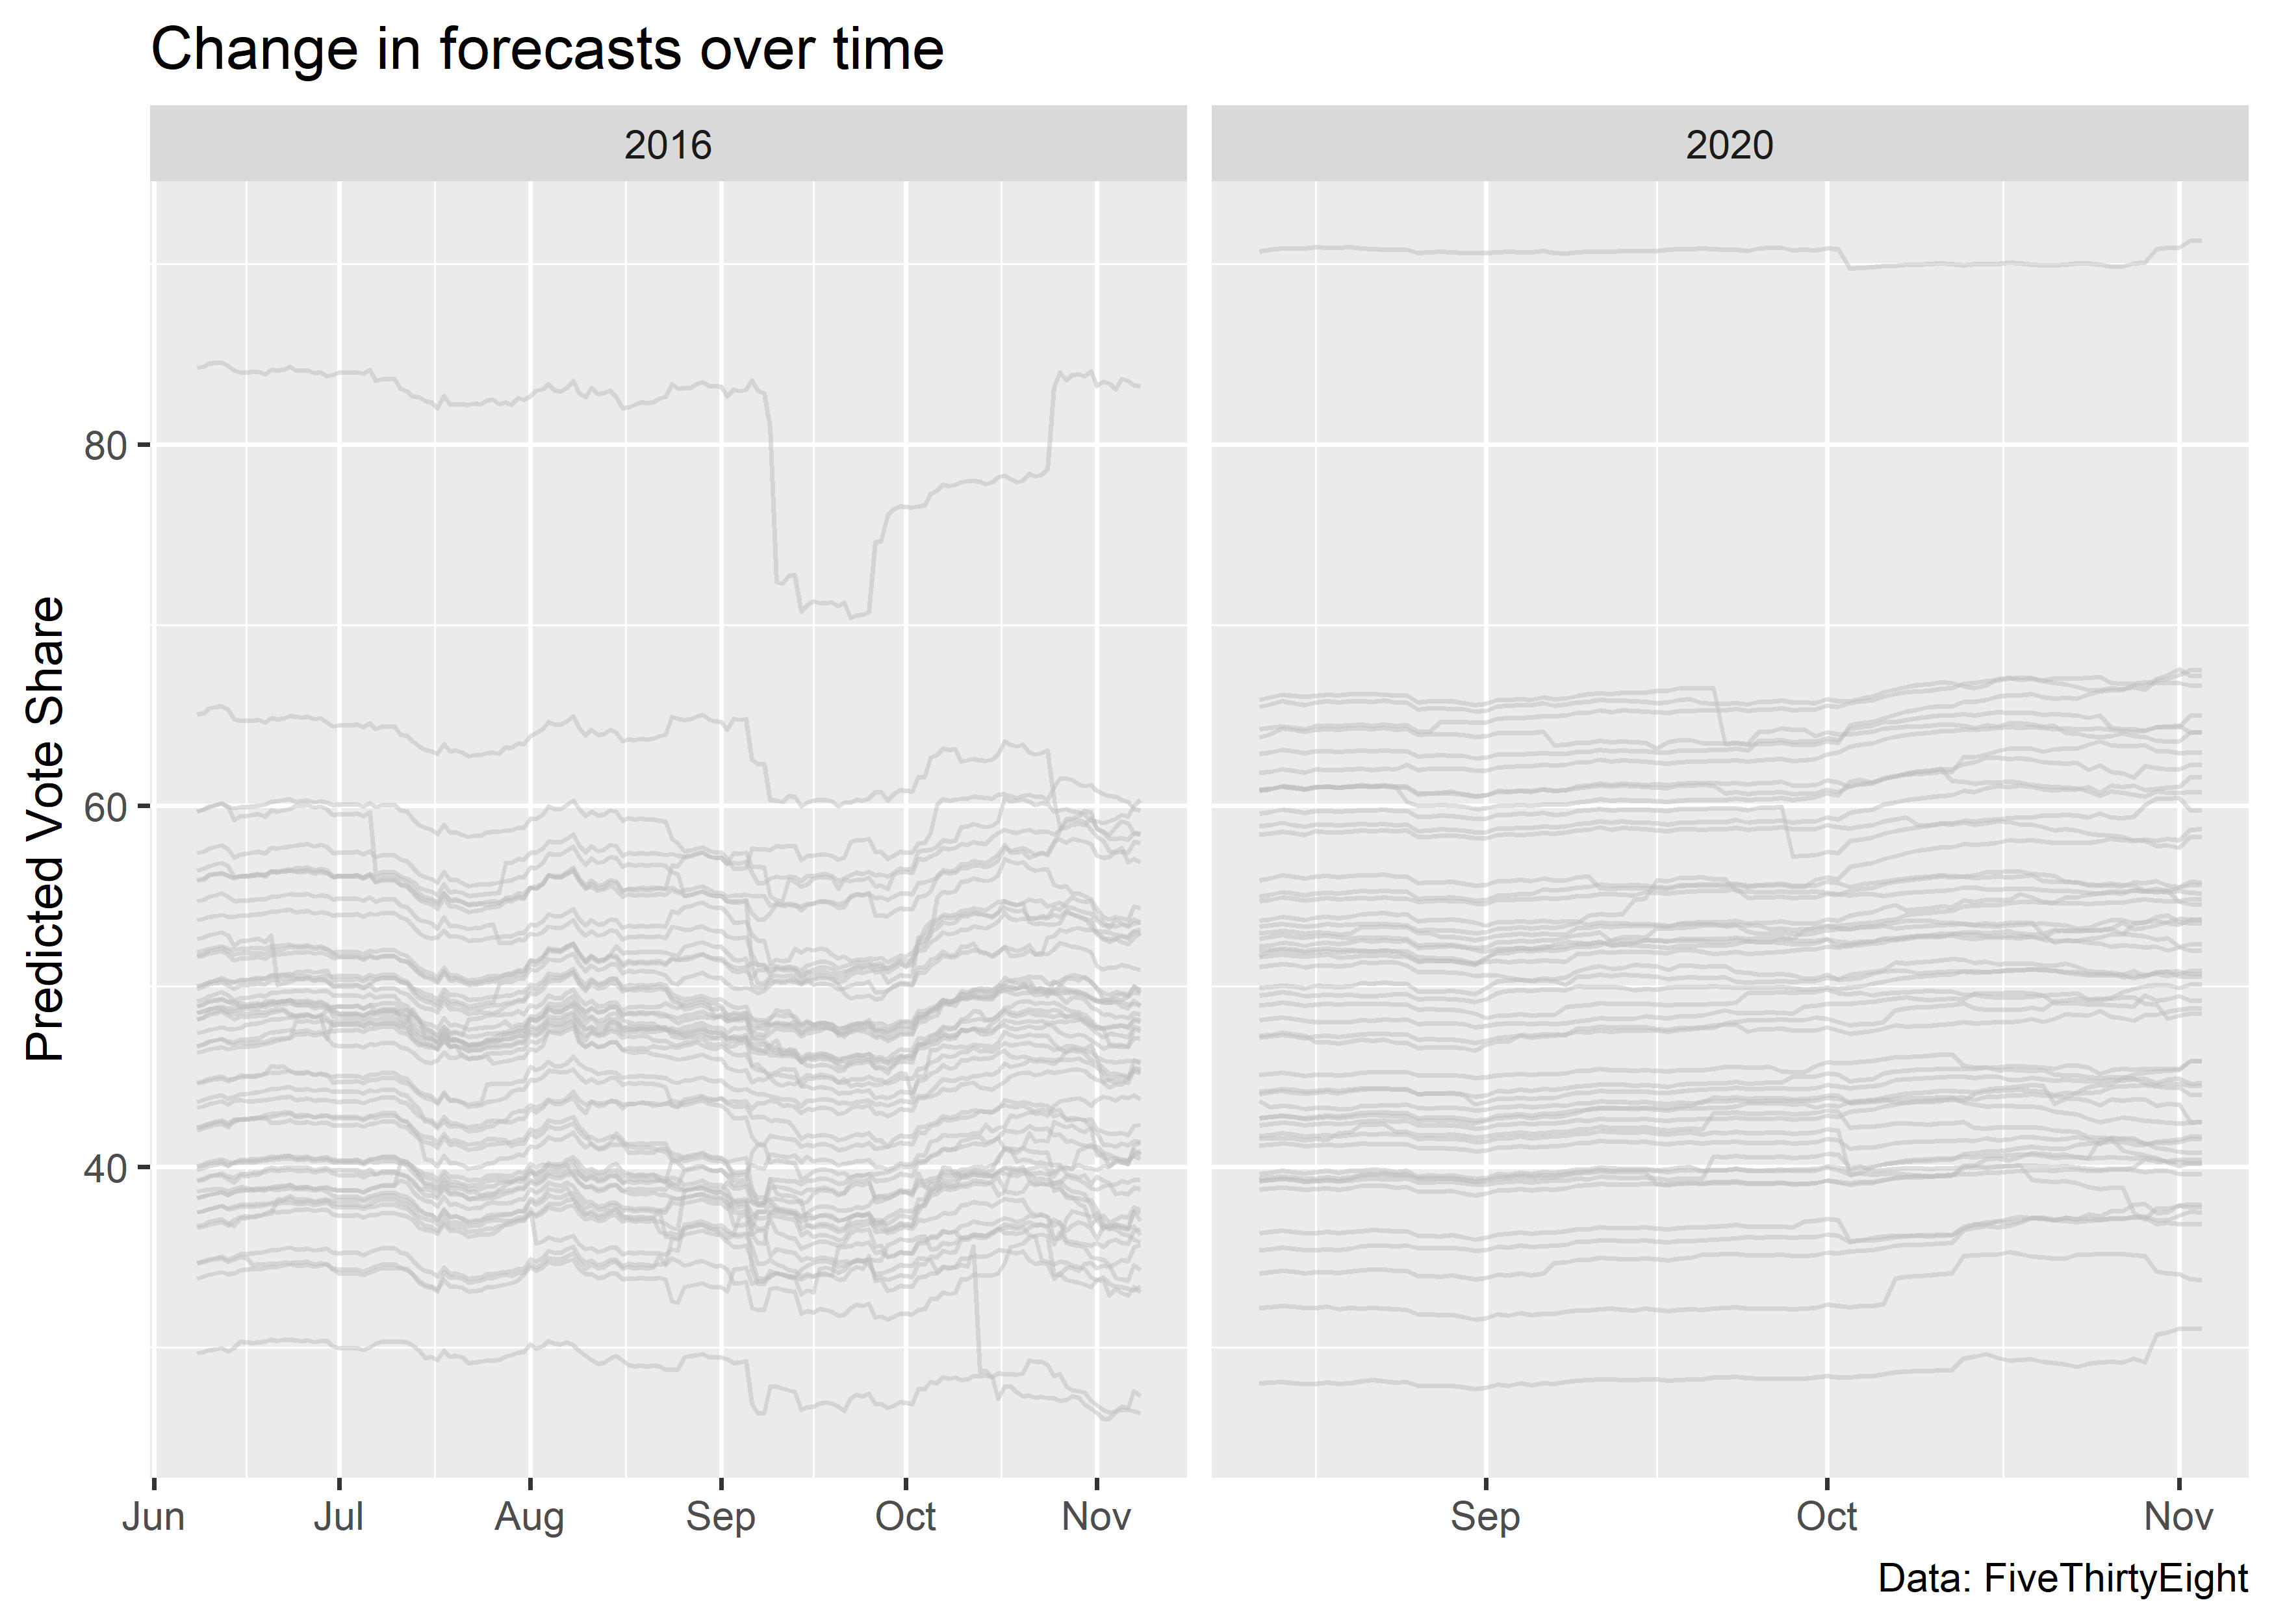 Change in forecasts over time
2016 2020
Predicted Vote Share
80
60
40
Jun Jul Aug Sep Oct Nov Sep Oct Nov
Data: FiveThirtyEight